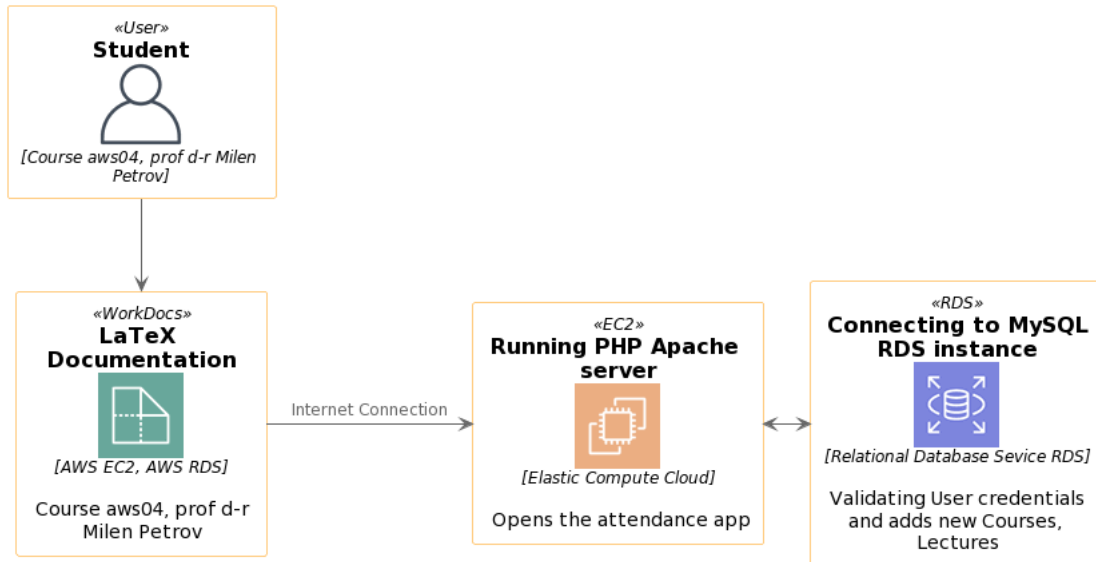 «User»
Student
[Course aws04, prof d-r Milen
Petrov]
«WorkDocs»
LaTeX
Documentation
[AWS EC2, AWS RDS]
Course aws04, prof d-r
Milen Petrov
Internet Connection
«EC2»
Running PHP Apache
server
[Elastic Compute Cloud]
Opens the attendance app
«RDS»
Connecting to MySQL
RDS instance
[Relational Database Sevice RDS]
Validating User credentials
and adds new Courses,
Lectures